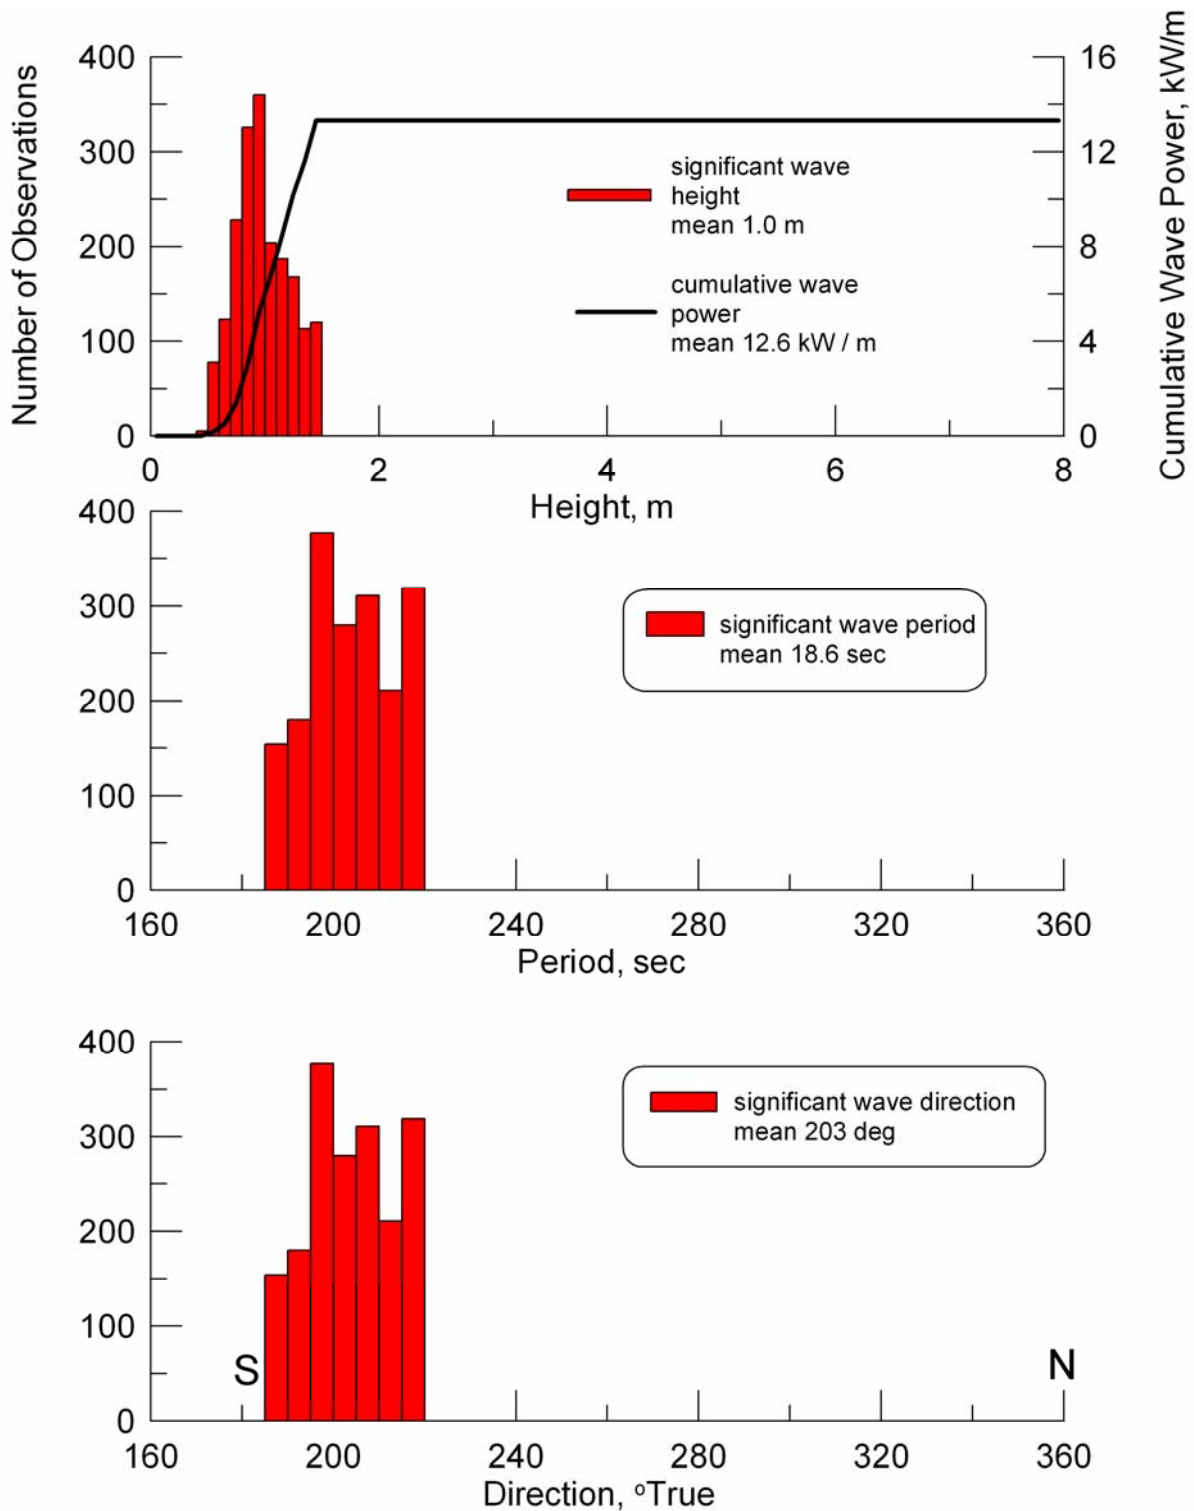 Number of Observations
400
300
200
100
0
Cumulative Wave Power, kW/m
16
12
8
4
0
significant wave
height
mean 1.0 m
cumulative wave
power
mean 12.6 kW / m
0 2 4 6 8
Height, m
400
300
200
100
0
significant wave period
mean 18.6 sec
160 200 240 280 320 360
Period, sec
400
300
200
100
0
significant wave direction
mean 203 deg
S N
160 200 240 280 320 360
Direction, °True